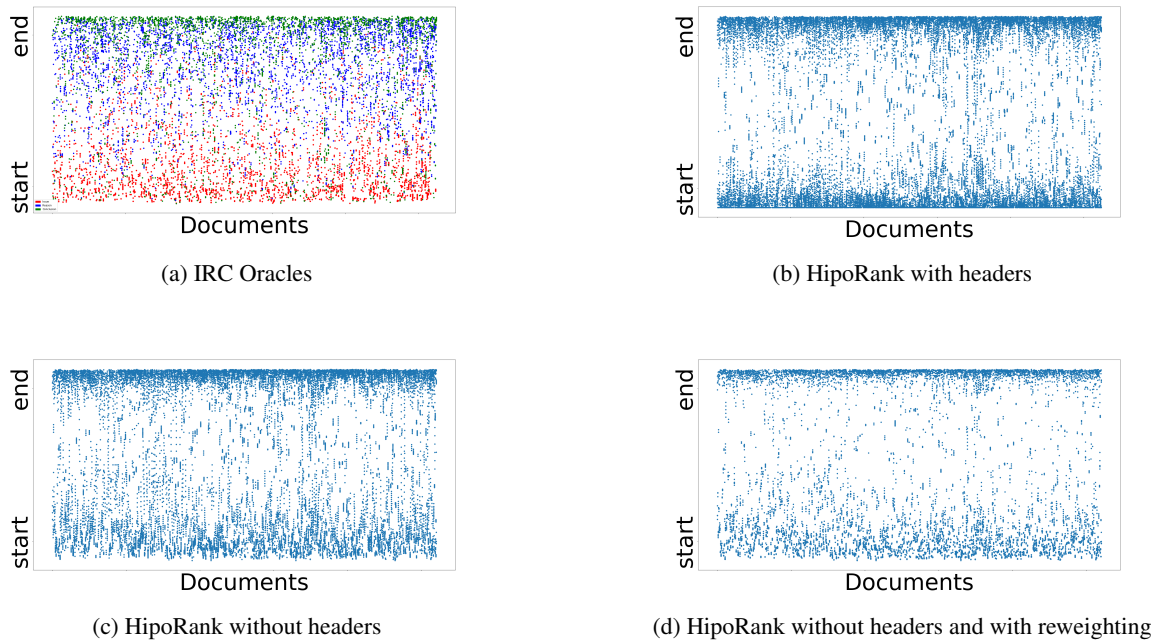 end
start
Documents
(a) IRC Oracles
end
start
Documents
(b) HipoRank with headers
end
start
Documents
(c) HipoRank without headers
end
start
Documents
(d) HipoRank without headers and with reweighting